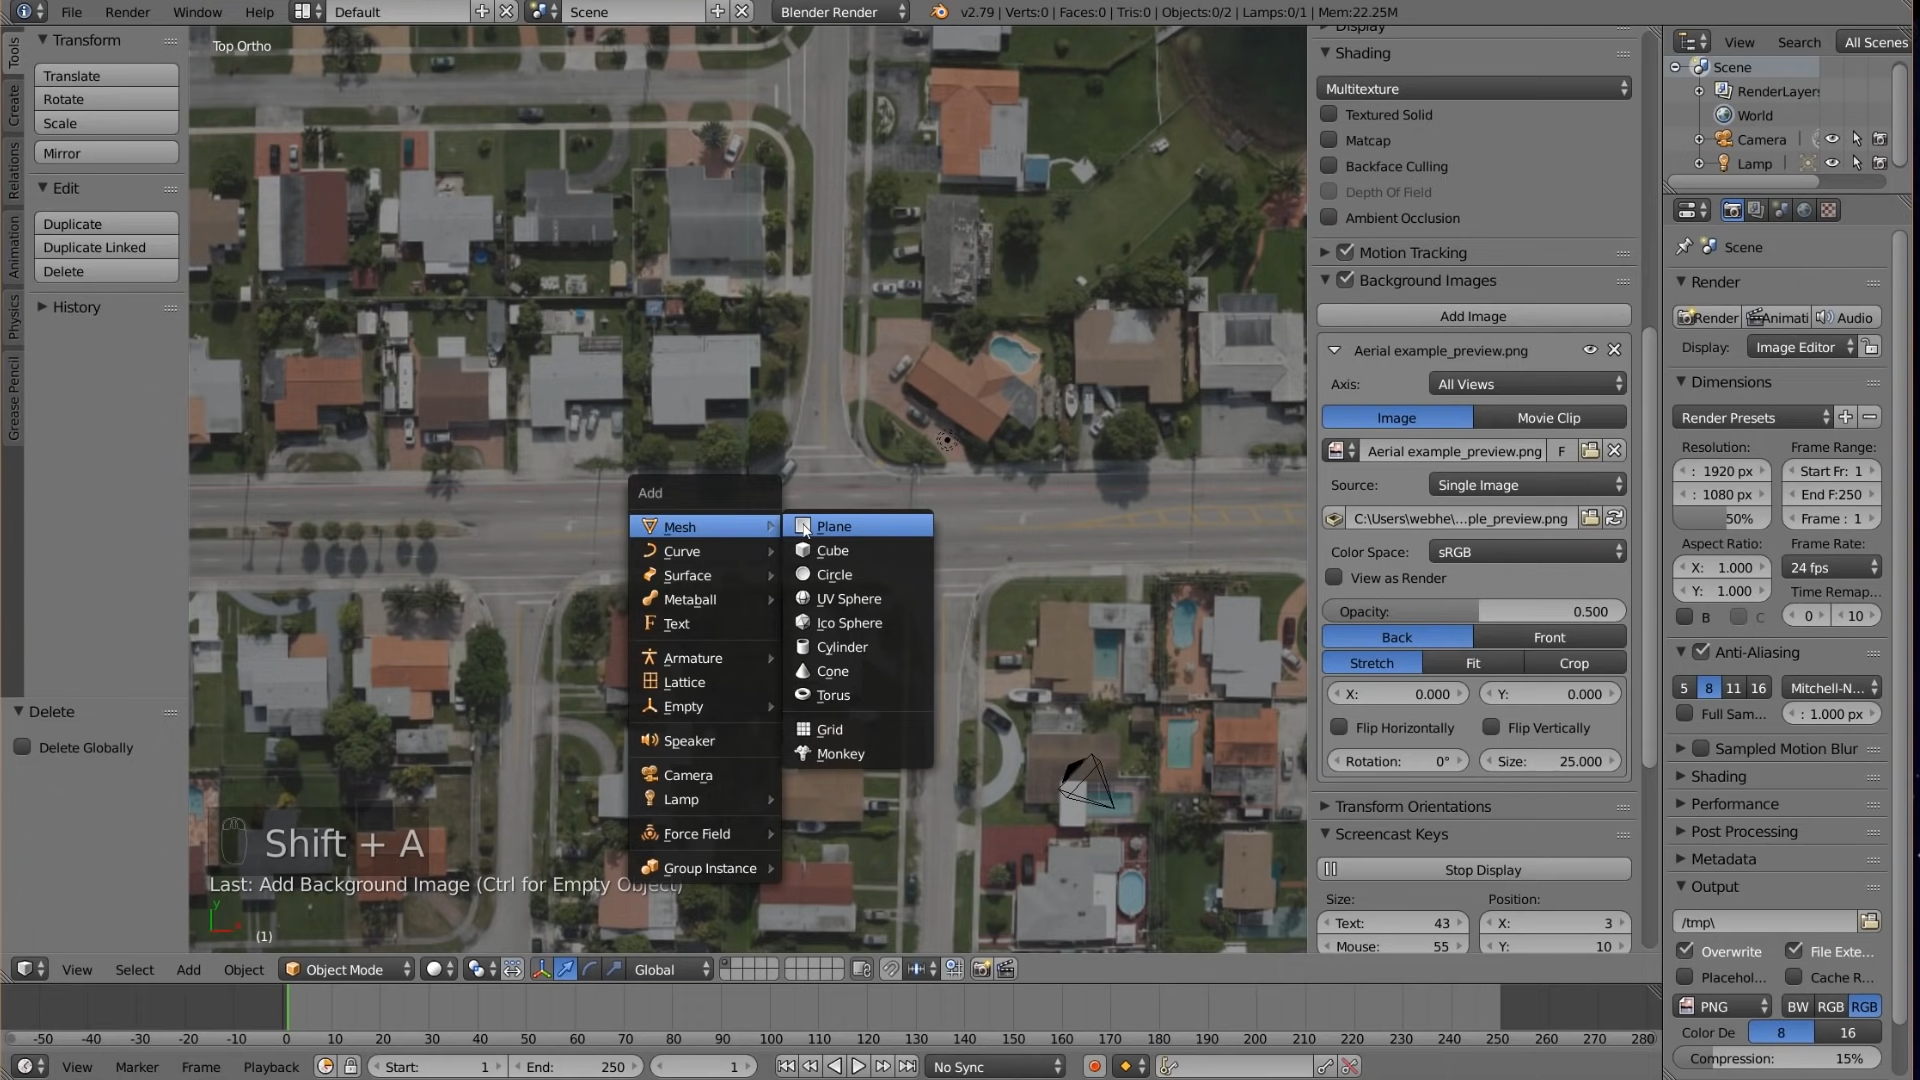 File Render Window Help Default Scene Blender Render v2.79 | Verts:0 | Faces:0 | Tris:0 | Objects:0/2 | Lamps:0/1 | Mem:22.25M
Tools
Create
Relations
Animation
Physics
Grease Pencil
Transform
Translate
Rotate
Scale
Mirror
Edit
Duplicate
Duplicate Linked
Delete
History
Delete
Delete Globally
Top Ortho
Add
Mesh
Curve
Surface
Metaball
Text
Armature
Lattice
Empty
Speaker
Camera
Lamp
Force Field
Group Instance
Plane
Cube
Circle
UV Sphere
Ico Sphere
Cylinder
Cone
Torus
Grid
Monkey
Shift + A
Last: Add Background Image (Ctrl for Empty Object)
y
(1)
Display
Shading
Multitexture
Textured Solid
Matcap
Backface Culling
Depth Of Field
Ambient Occlusion
Motion Tracking
Background Images
Add Image
Aerial example_preview.png
Axis: All Views
Image Movie Clip
Aerial example_preview.png F
Source: Single Image
C:\Users\webhe\...ple_preview.png
Color Space: sRGB
View as Render
Opacity: 0.500
Back Front
Stretch Fit Crop
X: 0.000 Y: 0.000
Flip Horizontally Flip Vertically
Rotation: 0° Size: 25.000
Transform Orientations
Screencast Keys
Stop Display
Size: Position:
Text: 43 X: 3
Mouse: 55 Y: 10
View Search All Scenes
Scene
RenderLayers
World
Camera |
Lamp |
Scene
Render
Render Animati Audio
Display: Image Editor
Dimensions
Render Presets
Resolution: Frame Range:
: 1920 px Start Fr: 1
: 1080 px End F:250
50% Frame : 1
Aspect Ratio: Frame Rate:
X: 1.000 24 fps
Y: 1.000 Time Remap...
B C 0 10
Anti-Aliasing
5 8 11 16 Mitchell-N...
Full Sam... : 1.000 px
Sampled Motion Blur
Shading
Performance
Post Processing
Metadata
Output
/tmp\
Overwrite File Exte...
Placehol... Cache R...
PNG BW RGB RGB
Color De 8 16
Compression: 15%
View Select Add Object Object Mode Global
-50 -40 -30 -20 -10 0 10 20 30 40 50 60 70 80 90 100 110 120 130 140 150 160 170 180 190 200 210 220 230 240 250 260 270 280
View Marker Frame Playback Start: 1 End: 250 1 No Sync